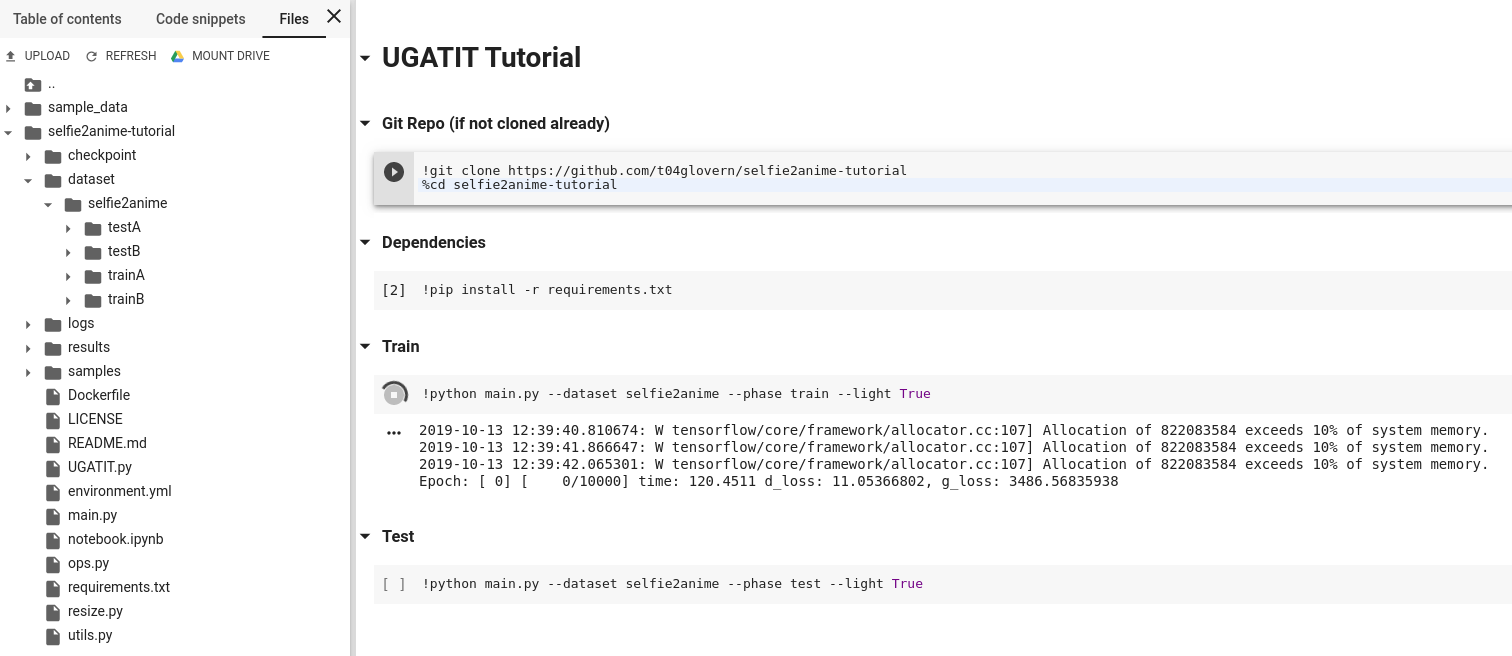 Table of contents Code snippets Files
UPLOAD REFRESH MOUNT DRIVE
..
sample_data
selfie2anime-tutorial
checkpoint
dataset
selfie2anime
testA
testB
trainA
trainB
logs
results
samples
Dockerfile
LICENSE
README.md
UGATIT.py
environment.yml
main.py
notebook.ipynb
ops.py
requirements.txt
resize.py
utils.py
UGATIT Tutorial
Git Repo (if not cloned already)
!git clone https://github.com/t04glovern/selfie2anime-tutorial
%cd selfie2anime-tutorial
Dependencies
[2] !pip install -r requirements.txt
Train
!python main.py --dataset selfie2anime --phase train --light True
2019-10-13 12:39:40.810674: W tensorflow/core/framework/allocator.cc:107] Allocation of 822083584 exceeds 10% of system memory.
2019-10-13 12:39:41.866647: W tensorflow/core/framework/allocator.cc:107] Allocation of 822083584 exceeds 10% of system memory.
2019-10-13 12:39:42.065301: W tensorflow/core/framework/allocator.cc:107] Allocation of 822083584 exceeds 10% of system memory.
Epoch: [ 0] [    0/10000] time: 120.4511 d_loss: 11.05366802, g_loss: 3486.56835938
Test
[ ] !python main.py --dataset selfie2anime --phase test --light True